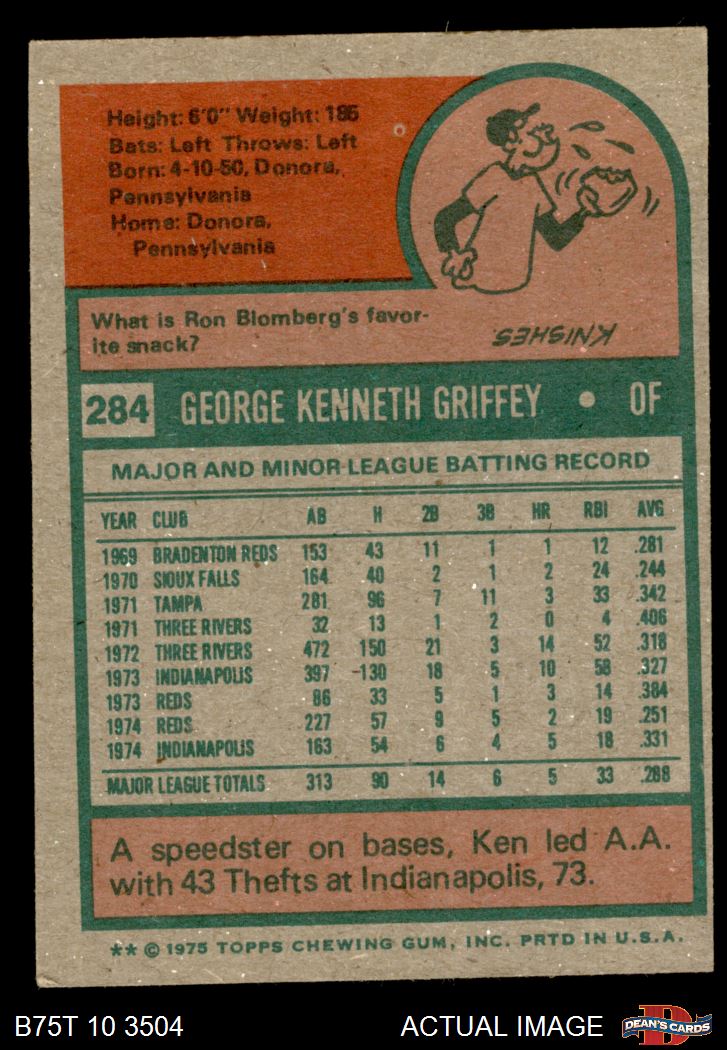 Height: 6'0" Weight: 185
Bats: Left Throws: Left
Born: 4-10-50, Donora,
Pennsylvania
Home: Donora,
Pennsylvania
What is Ron Blomberg's favor-
ite snack?
KNISHES.
284 GEORGE KENNETH GRIFFEY • OF
MAJOR AND MINOR LEAGUE BATTING RECORD
YEAR CLUB AB H 2B 3B HR RBI AVG
1969 BRADENTON REDS 153 43 11 1 1 12 .281
1970 SIOUX FALLS 164 40 2 1 2 24 .244
1971 TAMPA 281 96 7 11 3 33 .342
1971 THREE RIVERS 32 13 1 2 0 4 .406
1972 THREE RIVERS 472 150 21 3 14 52 .318
1973 INDIANAPOLIS 397 -130 18 5 10 58 .327
1973 REDS 86 33 5 1 3 14 .384
1974 REDS 227 57 9 5 2 19 .251
1974 INDIANAPOLIS 163 54 6 4 5 18 .331
MAJOR LEAGUE TOTALS 313 90 14 6 5 33 .288
A speedster on bases, Ken led A.A.
with 43 Thefts at Indianapolis, 73.
** © 1975 TOPPS CHEWING GUM, INC. PRTD IN U.S.A.
B75T 10 3504 ACTUAL IMAGE D DEAN'S CARDS